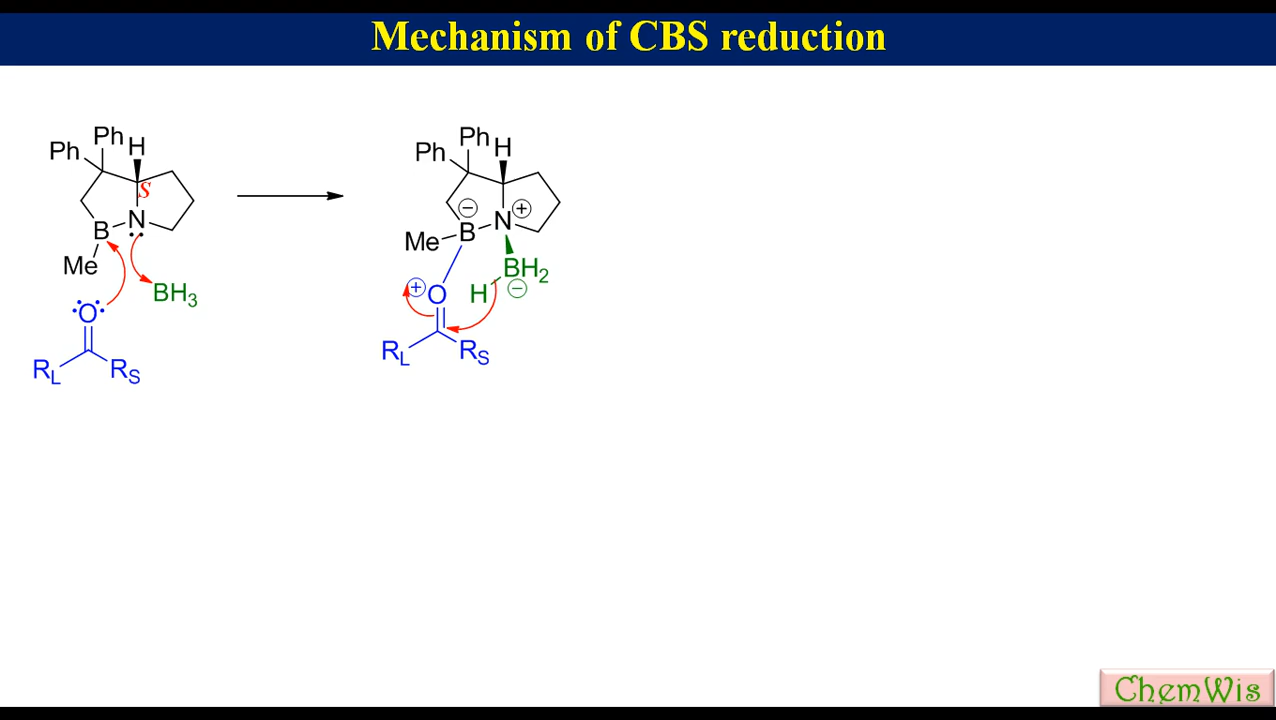 Mechanism of CBS reduction
Ph Ph H
S
B N
Me
BH3
O
RL RS
Ph Ph H
− +
Me B N
BH2
+ O H −
RL RS
ChemWis